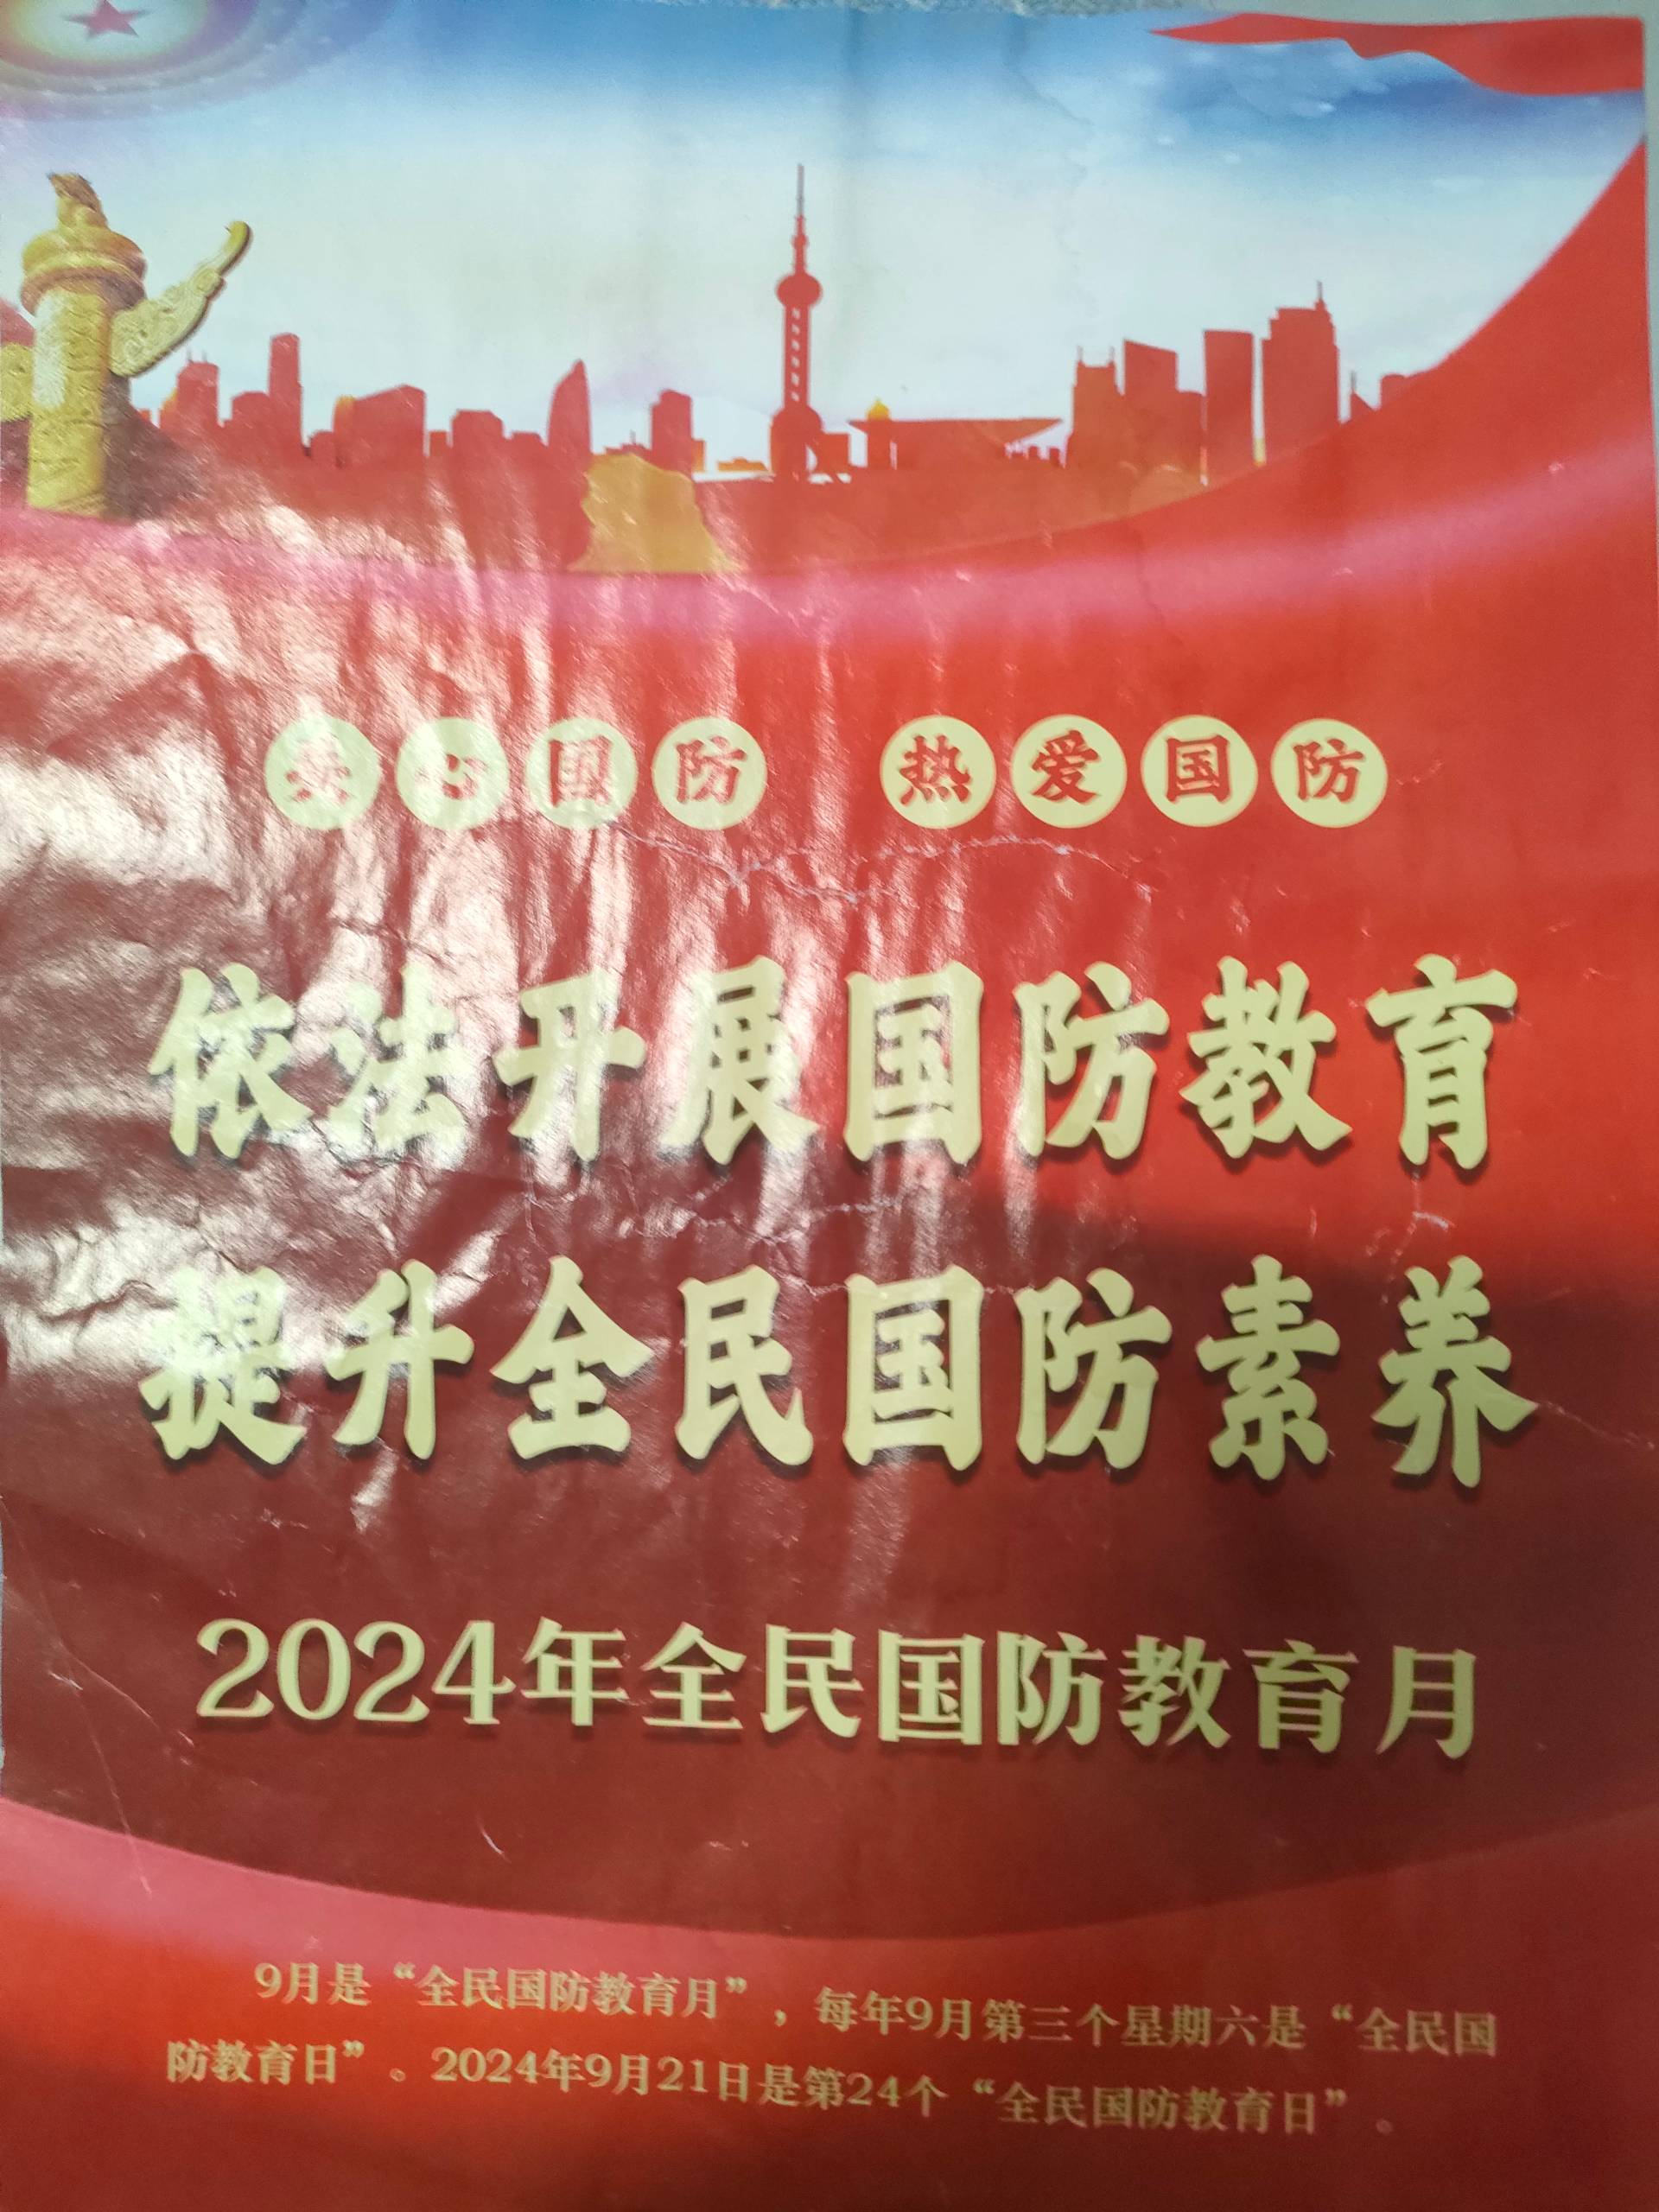 关心国防 热爱国防
依法开展国防教育
提升全民国防素养
2024年全民国防教育月
9月是“全民国防教育月”，每年9月第三个星期六是“全民国
防教育日”。2024年9月21日是第24个“全民国防教育日”。